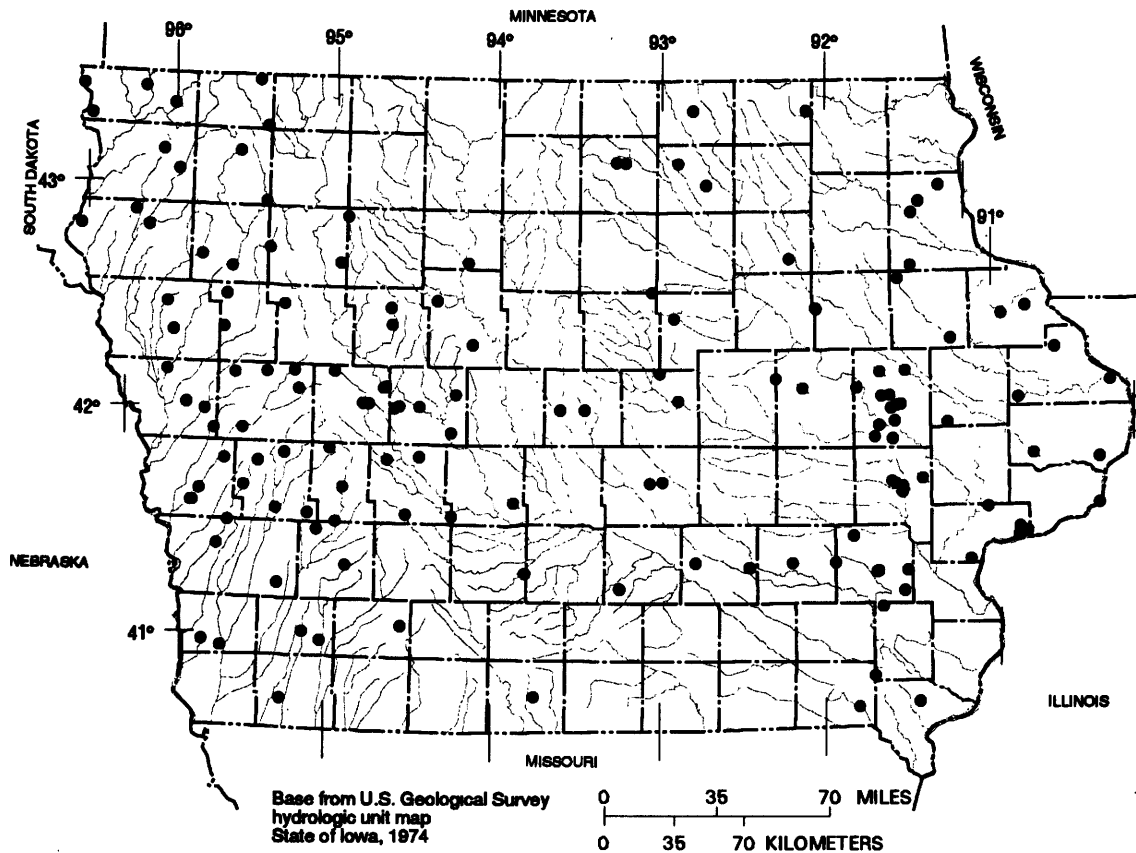 MINNESOTA
96°
95°
94°
93°
92°
WISCONSIN
SOUTH DAKOTA
43°
91°
42°
NEBRASKA
41°
ILLINOIS
MISSOURI
Base from U.S. Geological Survey
hydrologic unit map
State of Iowa, 1974
0 35 70 MILES
0 35 70 KILOMETERS